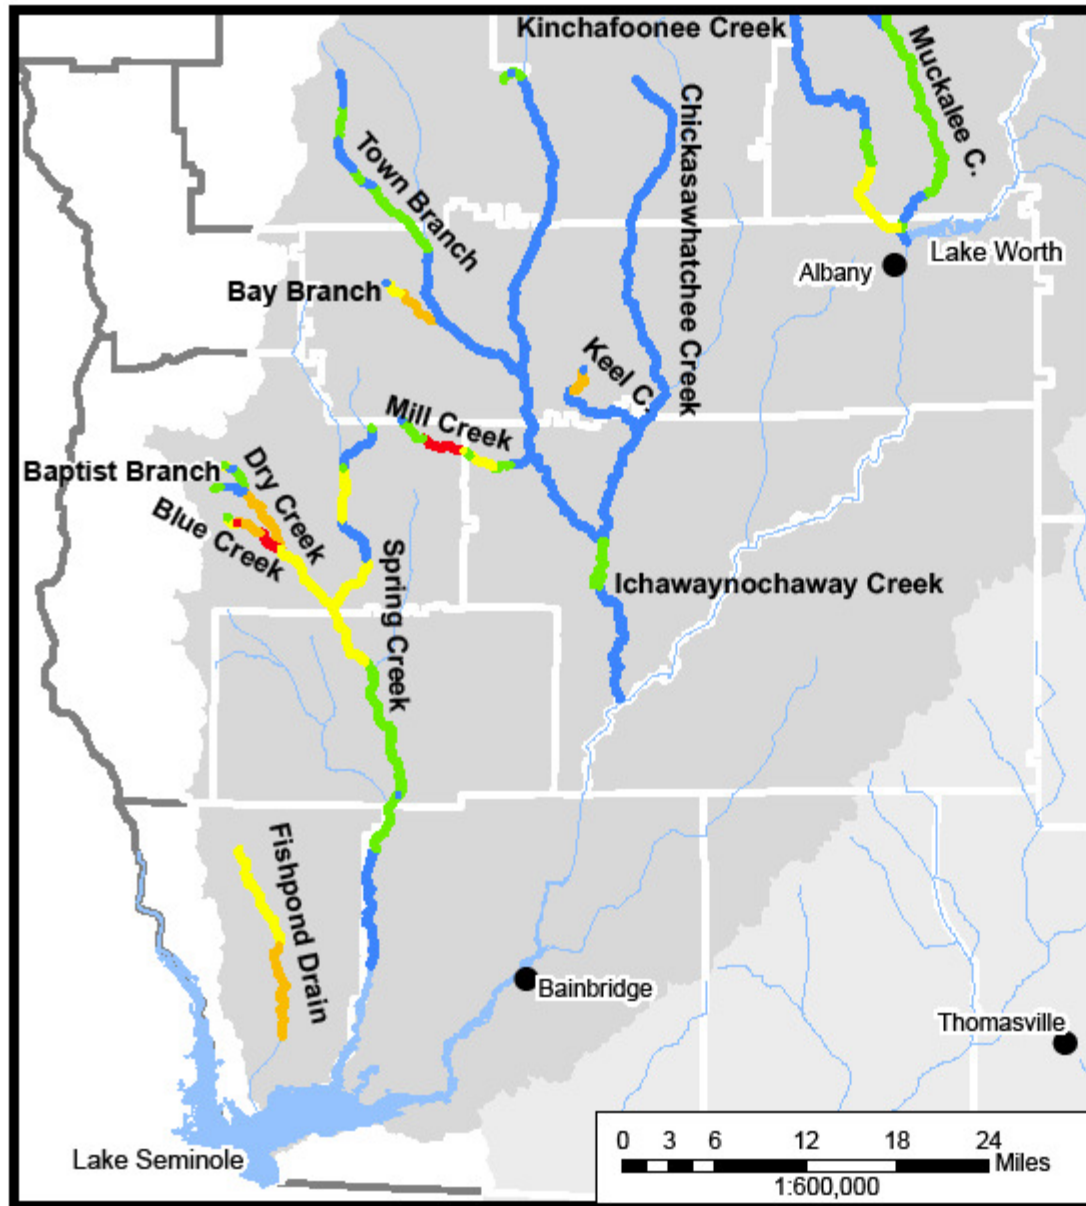 Kinchafoonee Creek
Muckalee C.
Chickasawhatchee Creek
Town Branch
Lake Worth
Albany
Bay Branch
Keel C.
Mill Creek
Baptist Branch
Dry Creek
Blue Creek
Spring Creek
Ichawaynochaway Creek
Fishpond Drain
Bainbridge
Thomasville
Lake Seminole
0 3 6 12 18 24
Miles
1:600,000